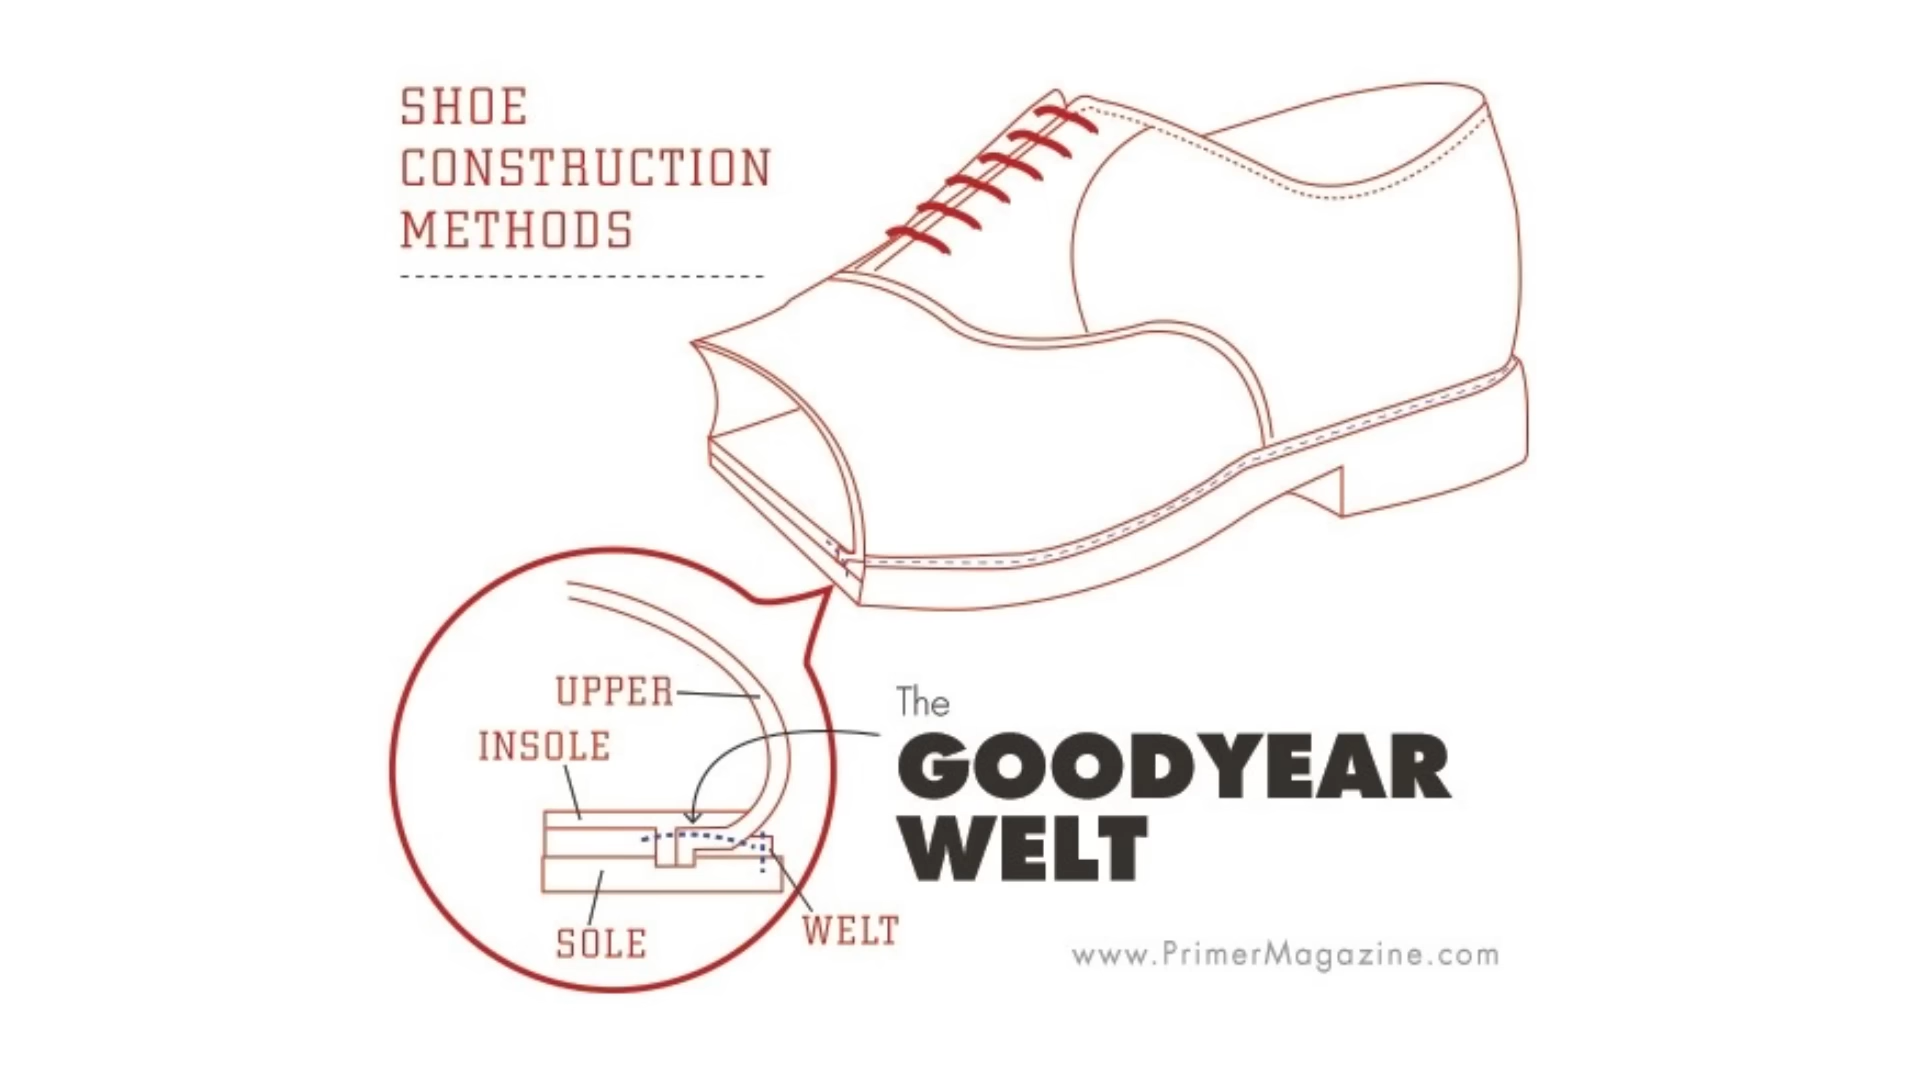 SHOE
CONSTRUCTION
METHODS
UPPER
INSOLE
SOLE
WELT
The
GOODYEAR
WELT
www.PrimerMagazine.com